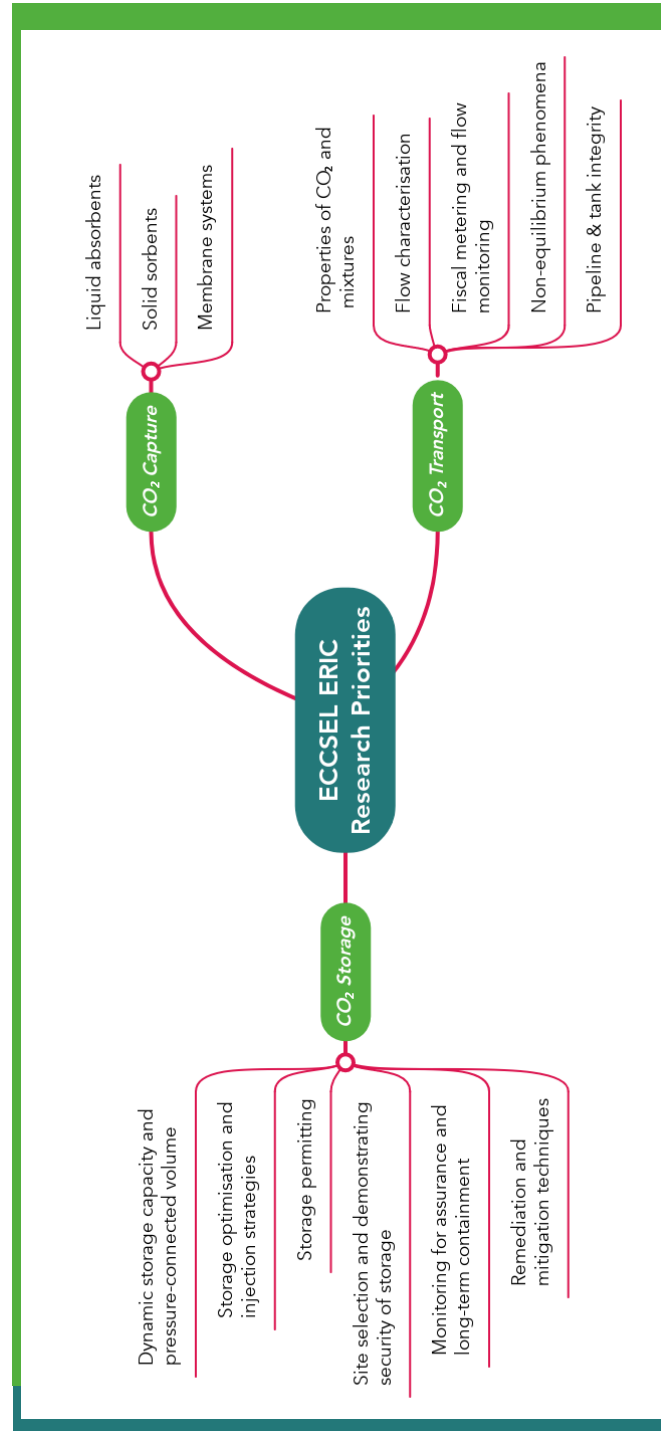 ECCSEL ERIC
Research Priorities
CO₂ Capture
Liquid absorbents
Solid sorbents
Membrane systems
CO₂ Transport
Properties of CO₂ and
mixtures
Flow characterisation
Fiscal metering and flow
monitoring
Non-equilibrium phenomena
Pipeline & tank integrity
CO₂ Storage
Dynamic storage capacity and
pressure-connected volume
Storage optimisation and
injection strategies
Storage permitting
Site selection and demonstrating
security of storage
Monitoring for assurance and
long-term containment
Remediation and
mitigation techniques